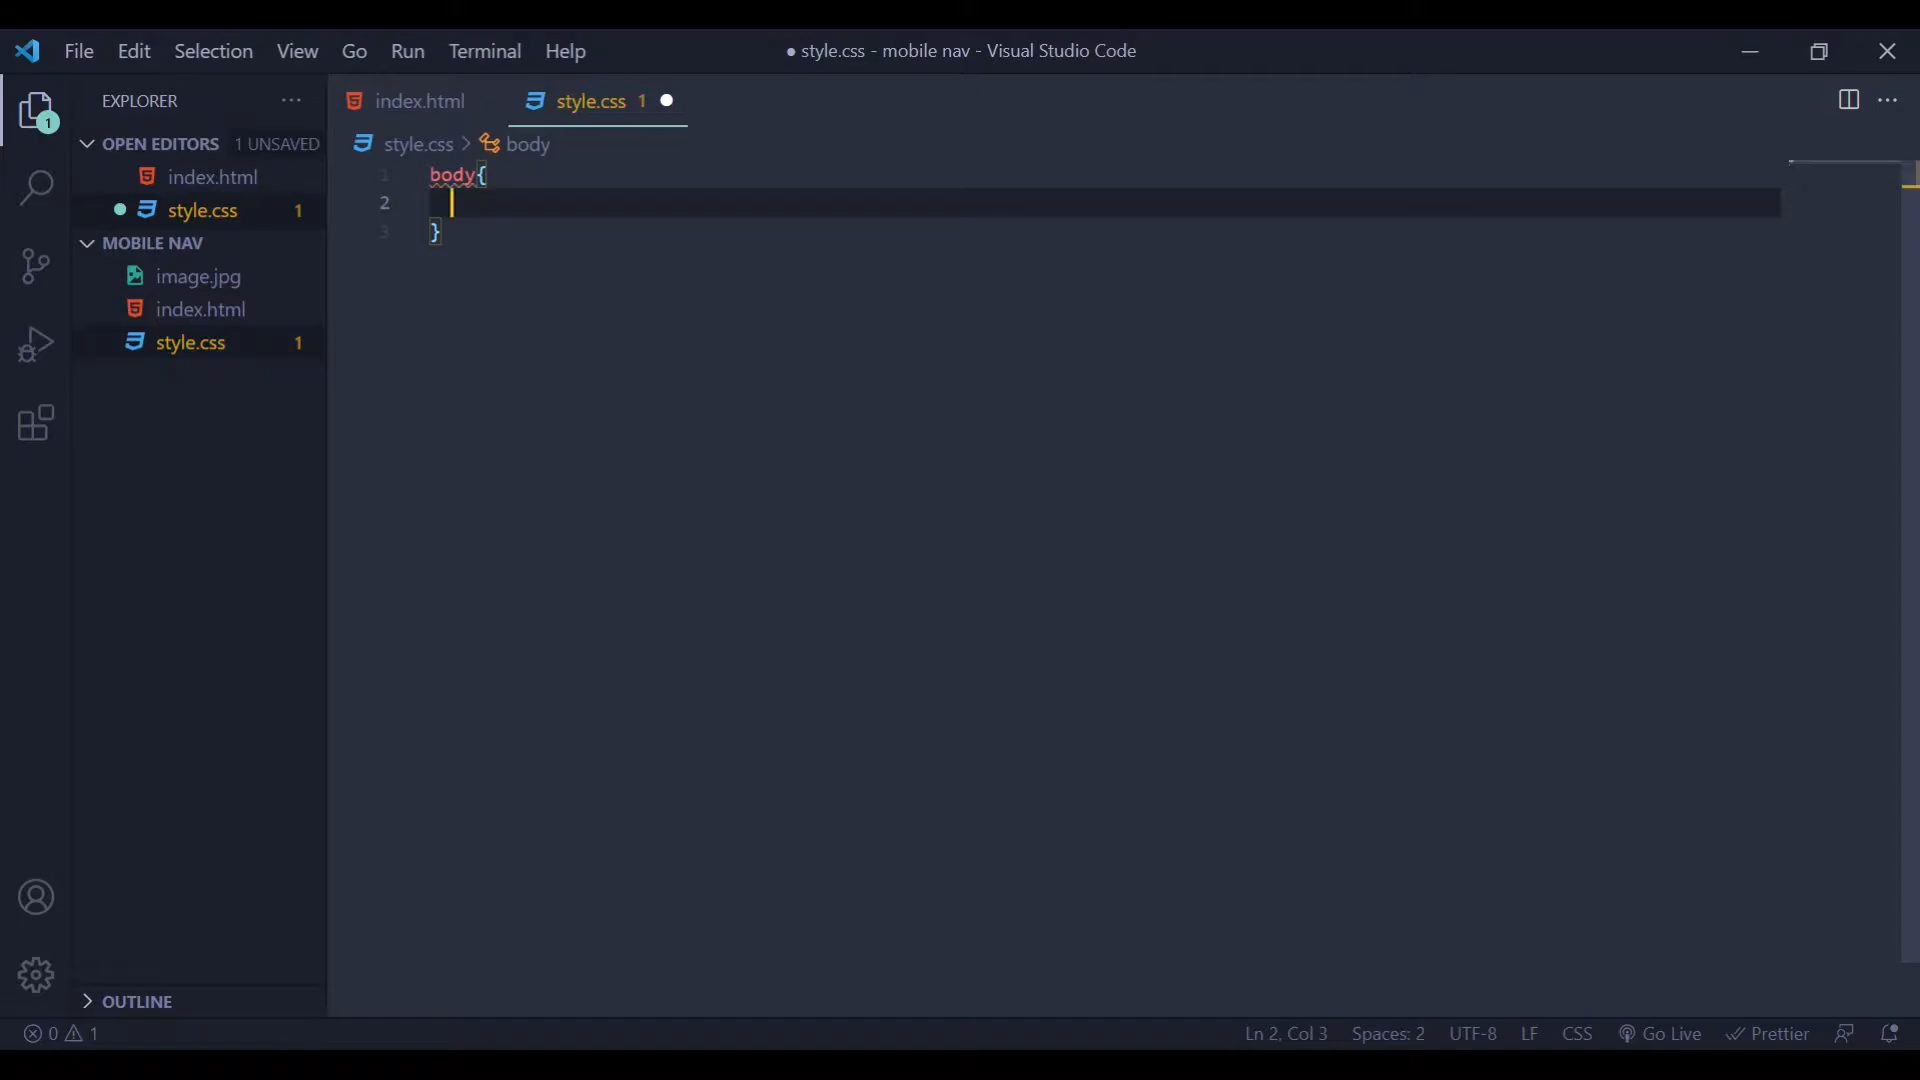 File Edit Selection View Go Run Terminal Help
● style.css - mobile nav - Visual Studio Code
1
EXPLORER
OPEN EDITORS 1 UNSAVED
index.html
style.css 1
MOBILE NAV
image.jpg
index.html
style.css 1
OUTLINE
index.html style.css 1
style.css > body
1 body{
2
3 }
0 1
Ln 2, Col 3 Spaces: 2 UTF-8 LF CSS Go Live Prettier